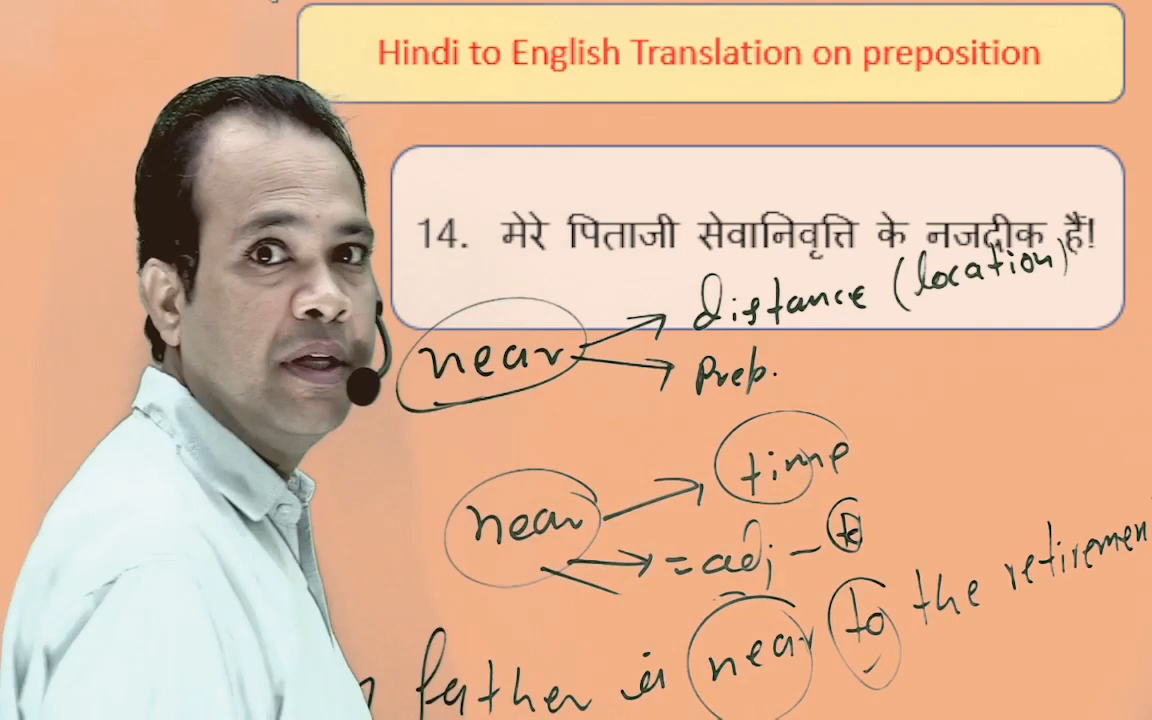 Hindi to English Translation on preposition
14. मेरे पिताजी सेवानिवृत्ति के नजदीक हैं!
near
distance (location)
Prep.
near
time
= adj - to
father is near to the retiremen